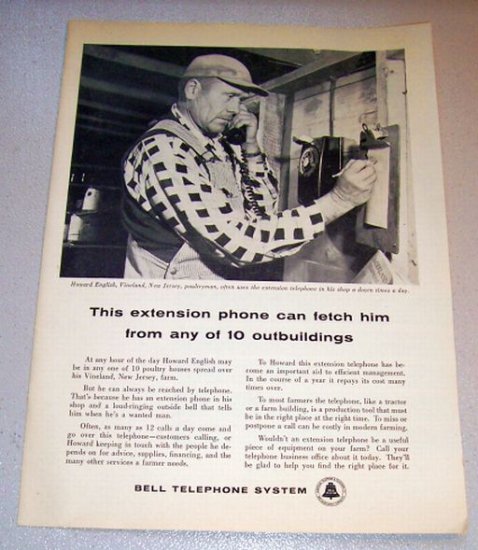 Howard English, Vineland, New Jersey, poultryman, often uses the extension telephone in his shop a dozen times a day.
This extension phone can fetch him
from any of 10 outbuildings
At any hour of the day Howard English may
be in any one of 10 poultry houses spread over
his Vineland, New Jersey, farm.
But he can always be reached by telephone.
That's because he has an extension phone in his
shop and a loud-ringing outside bell that tells
him when he's a wanted man.
Often, as many as 12 calls a day come and
go over this telephone—customers calling, or
Howard keeping in touch with the people he de-
pends on for advice, supplies, financing, and the
many other services a farmer needs.
To Howard this extension telephone has be-
come an important aid to efficient management.
In the course of a year it repays its cost many
times over.
To most farmers the telephone, like a tractor
or a farm building, is a production tool that must
be in the right place at the right time. To miss or
postpone a call can be costly in modern farming.
Wouldn't an extension telephone be a useful
piece of equipment on your farm? Call your
telephone business office about it today. They'll
be glad to help you find the right place for it.
BELL TELEPHONE SYSTEM